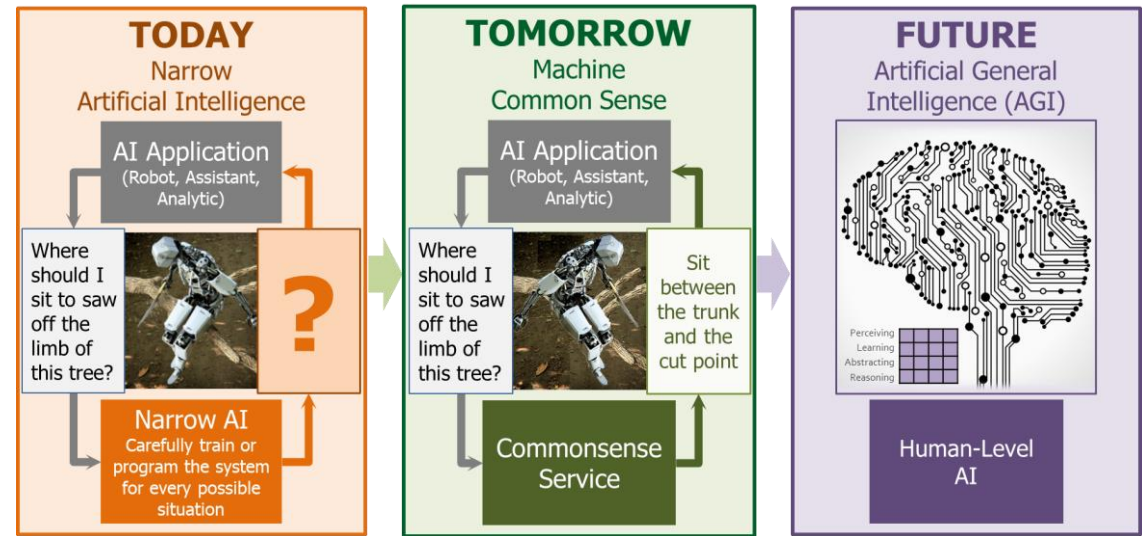 TODAY
Narrow
Artificial Intelligence
AI Application
(Robot, Assistant,
Analytic)
Where
should I
sit to saw
off the
limb of
this tree?
?
Narrow AI
Carefully train or
program the system
for every possible
situation
TOMORROW
Machine
Common Sense
AI Application
(Robot, Assistant,
Analytic)
Where
should I
sit to saw
off the
limb of
this tree?
Sit
between
the trunk
and the
cut point
Commonsense
Service
FUTURE
Artificial General
Intelligence (AGI)
Perceiving
Learning
Abstracting
Reasoning
Human-Level
AI